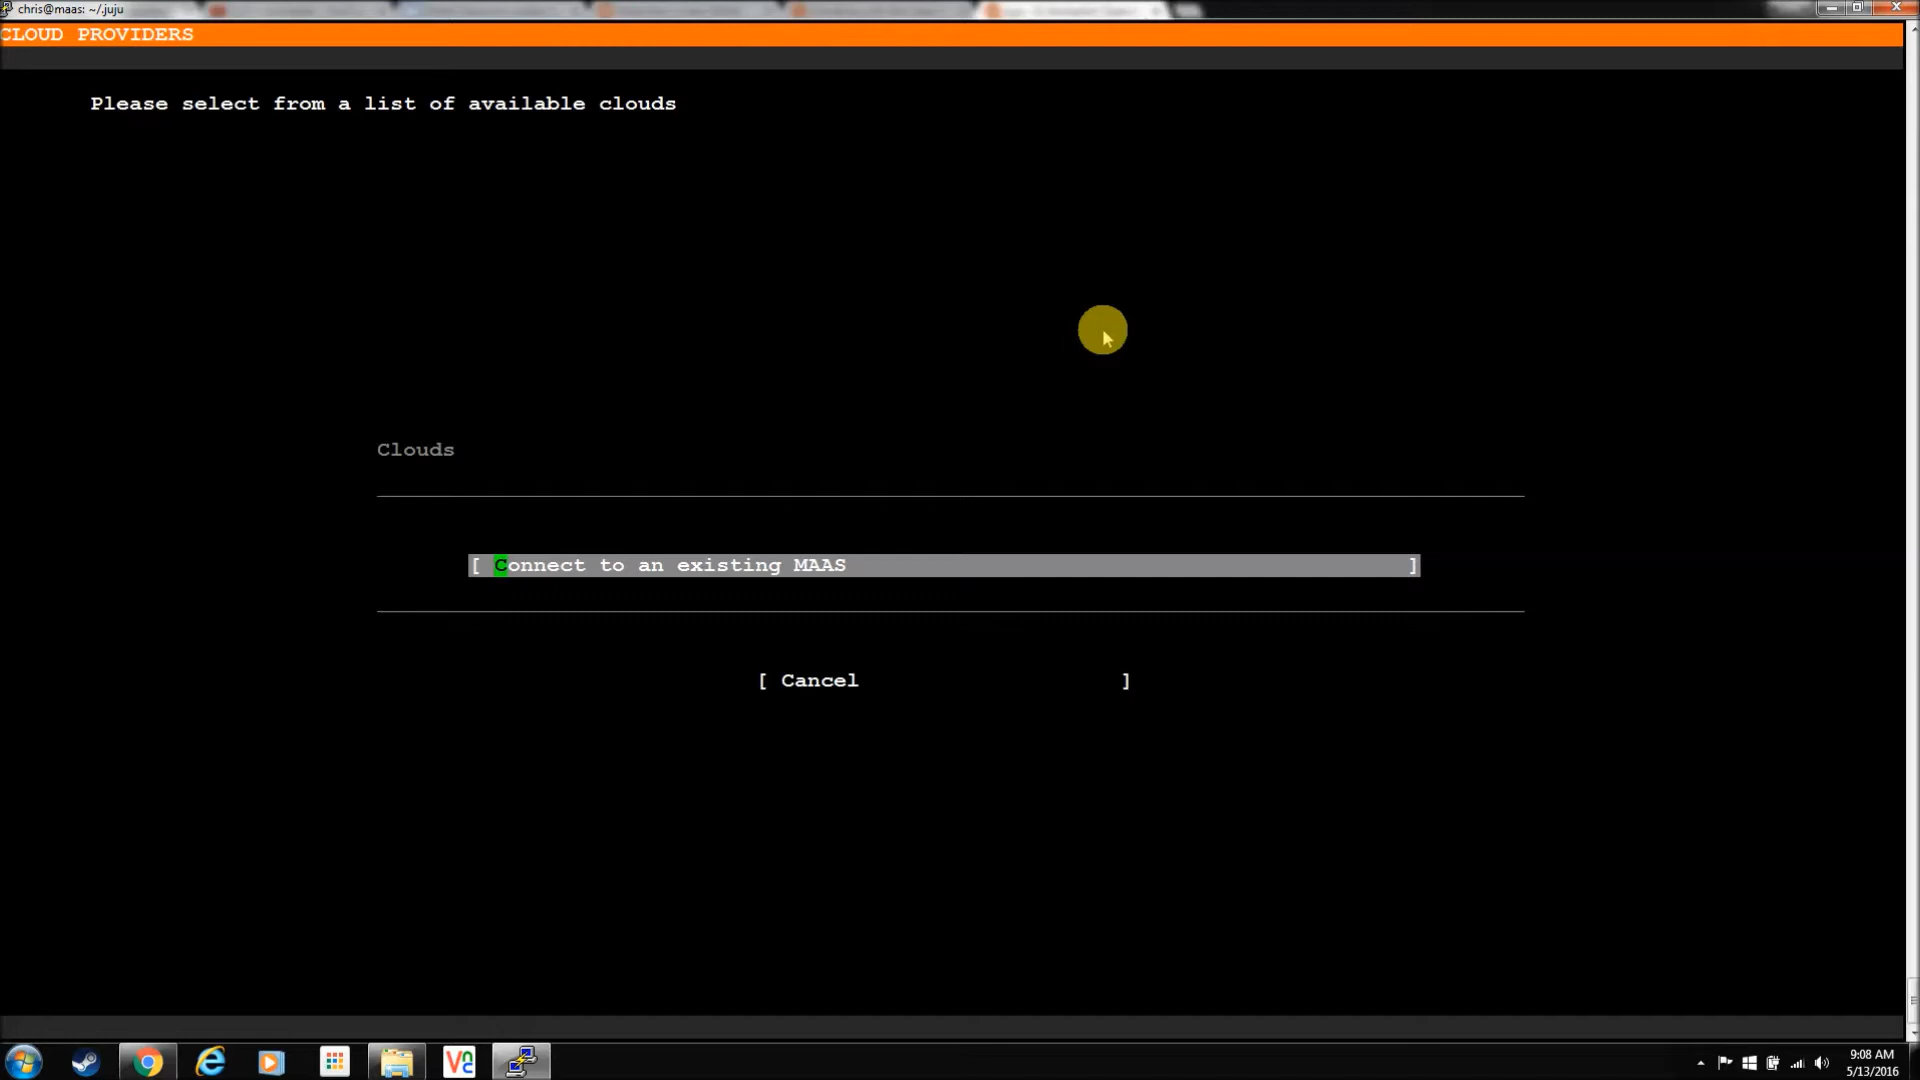 chris@maas: ~/.juju
CLOUD PROVIDERS
Please select from a list of available clouds
Clouds
[ Connect to an existing MAAS ]
[ Cancel ]
9:08 AM
5/13/2016